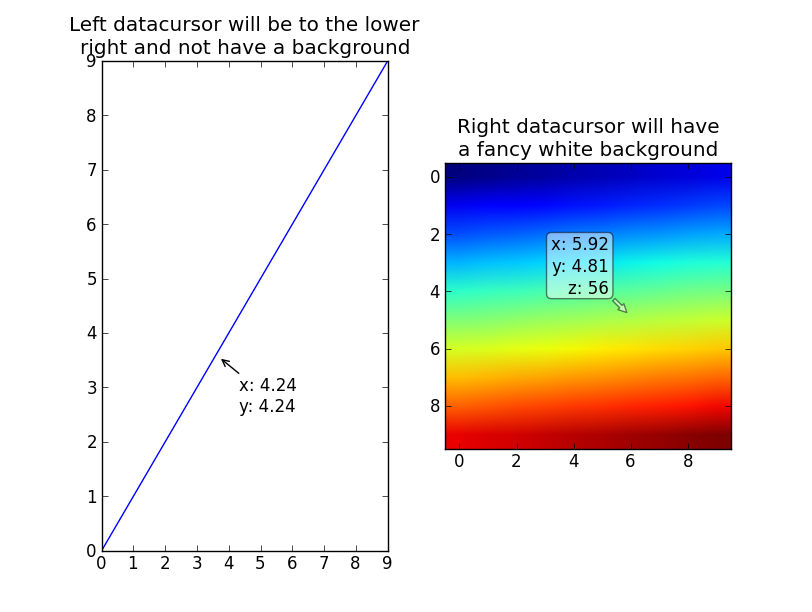 Left datacursor will be to the lower
right and not have a background
9
8
7
6
5
4
3
2
1
0
x: 4.24
y: 4.24
0 1 2 3 4 5 6 7 8 9
Right datacursor will have
a fancy white background
0
2
4
6
8
x: 5.92
y: 4.81
z: 56
0 2 4 6 8